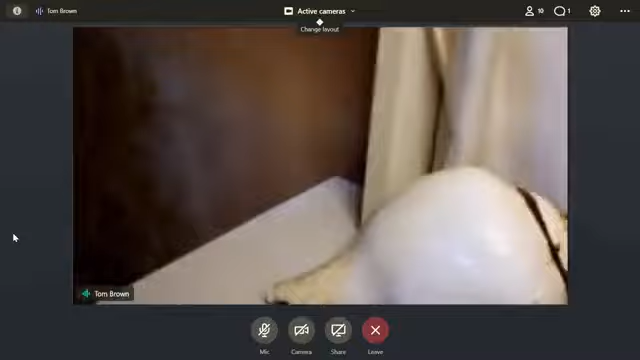 Tom Brown
Active cameras
10
1
Change layout
Tom Brown
Mic
Camera
Share
Leave